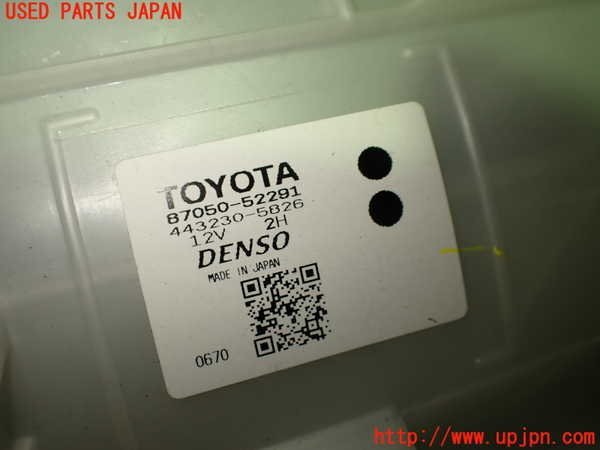 USED PARTS JAPAN
TOYOTA
87050-52291
443230-5826
12V 2H
DENSO
MADE IN JAPAN
0670
http://www.upjpn.com/